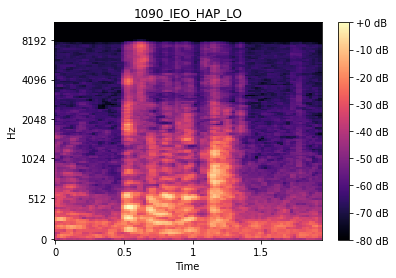 1090_IEO_HAP_LO
+0 dB
8192
-10 dB
4096
-20 dB
-30 dB
2048
-40 dB
Hz
1024
-50 dB
512
-60 dB
-70 dB
0
-80 dB
0
0.5
1
1.5
Time